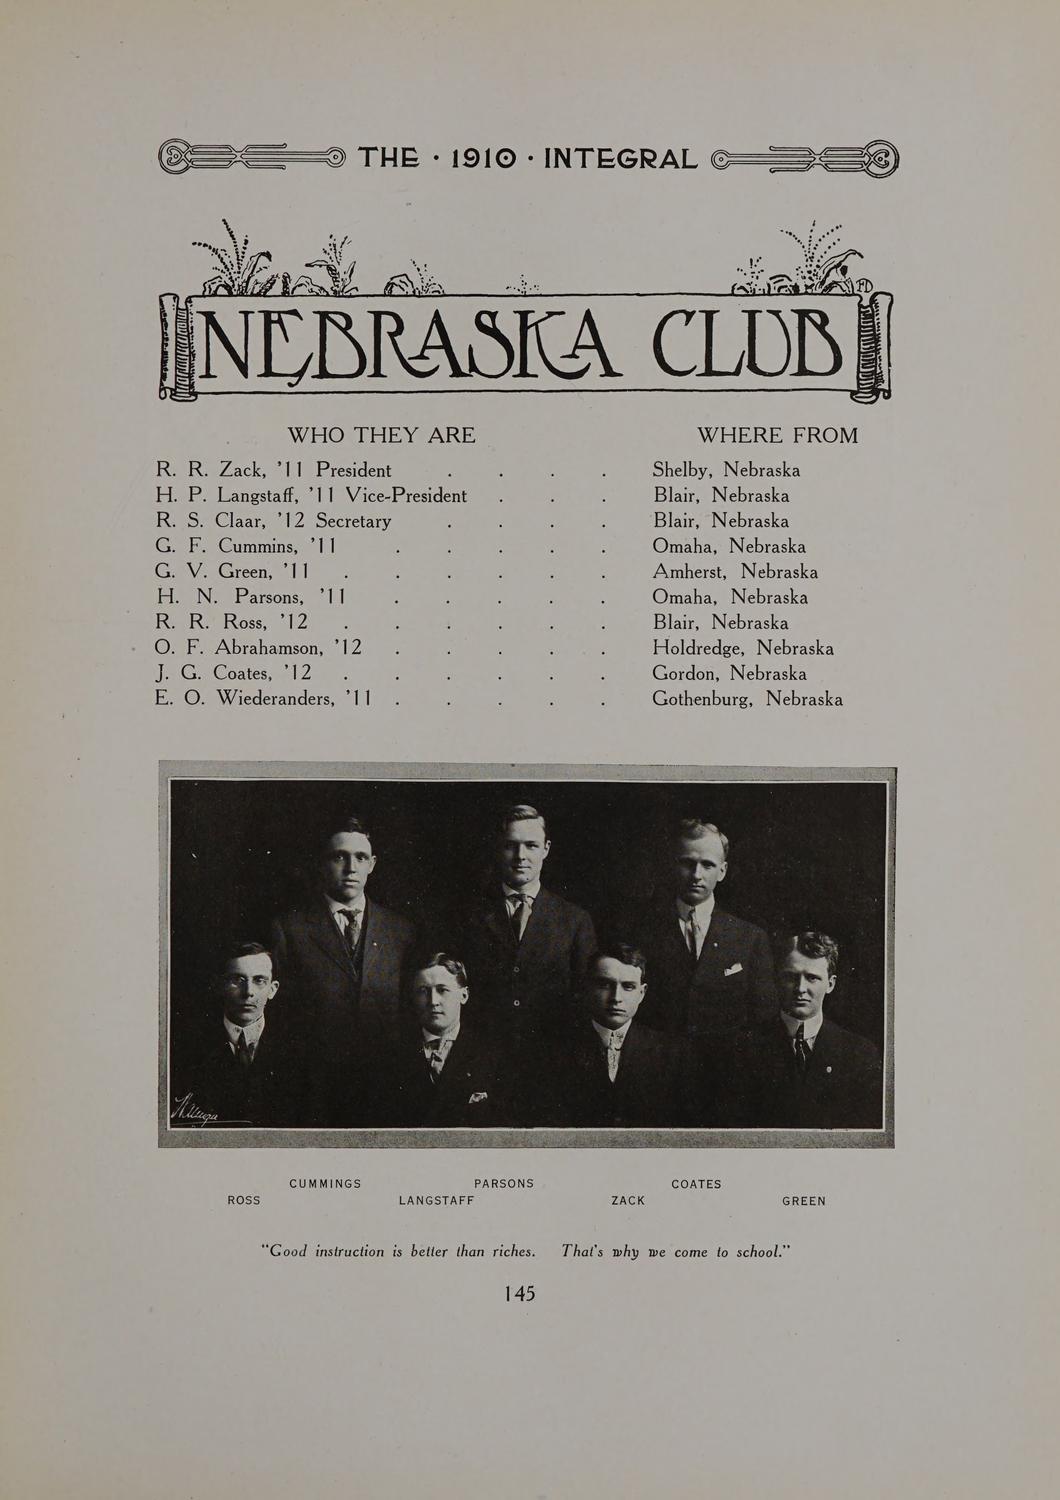 THE · 1910 · INTEGRAL
NEBRASKA CLUB
WHO THEY ARE WHERE FROM
R. R. Zack, '11 President . . . . Shelby, Nebraska
H. P. Langstaff, '11 Vice-President . . . Blair, Nebraska
R. S. Claar, '12 Secretary . . . . Blair, Nebraska
G. F. Cummins, '11 . . . . . Omaha, Nebraska
G. V. Green, '11 . . . . . . Amherst, Nebraska
H. N. Parsons, '11 . . . . . Omaha, Nebraska
R. R. Ross, '12 . . . . . . Blair, Nebraska
O. F. Abrahamson, '12 . . . . . Holdredge, Nebraska
J. G. Coates, '12 . . . . . . Gordon, Nebraska
E. O. Wiederanders, '11 . . . . . Gothenburg, Nebraska
CUMMINGS PARSONS COATES
ROSS LANGSTAFF ZACK GREEN
"Good instruction is better than riches. That's why we come to school."
145